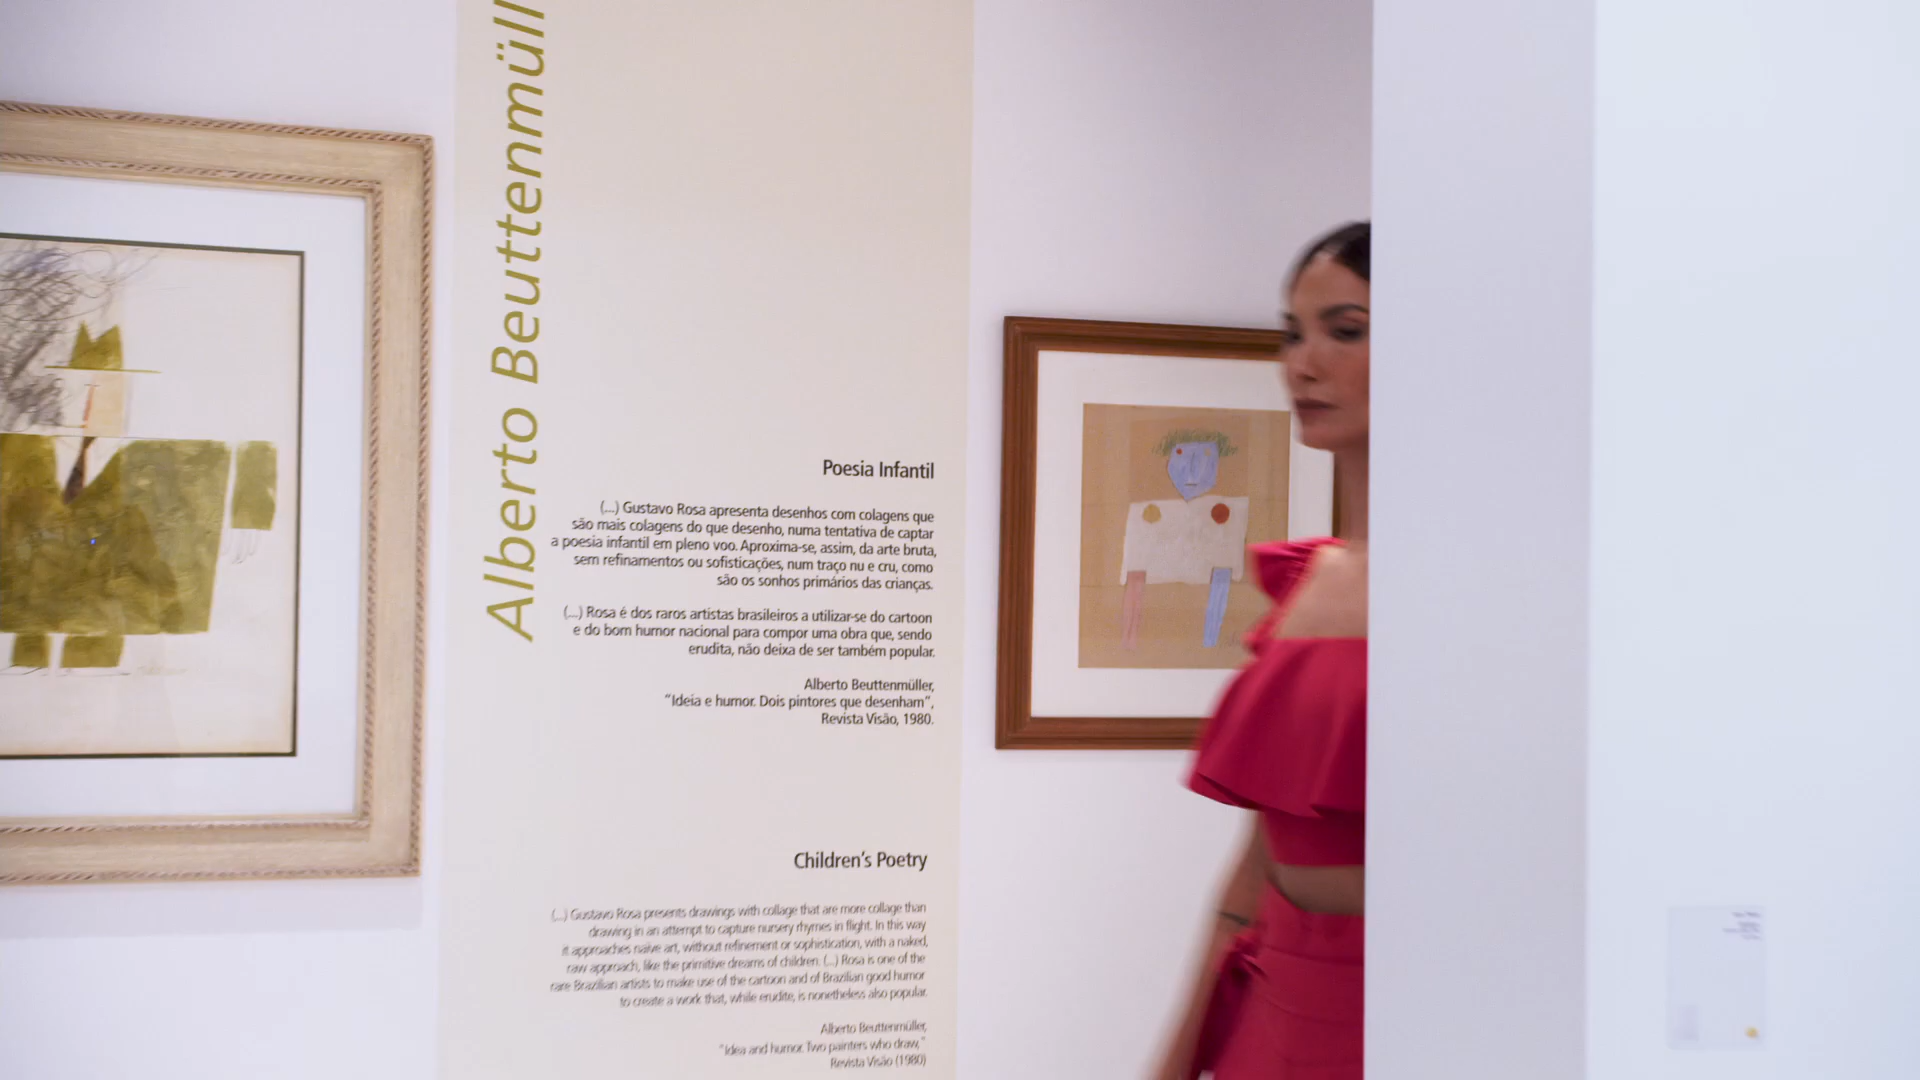 Alberto Beuttenmüll
Poesia Infantil
(...) Gustavo Rosa apresenta desenhos com colagens que
são mais colagens do que desenho, numa tentativa de captar
a poesia infantil em pleno voo. Aproxima-se, assim, da arte bruta,
sem refinamentos ou sofisticações, num traço nu e cru, como
são os sonhos primários das crianças.
(...) Rosa é dos raros artistas brasileiros a utilizar-se do cartoon
e do bom humor nacional para compor uma obra que, sendo
erudita, não deixa de ser também popular.
Alberto Beuttenmüller,
"Ideia e humor. Dois pintores que desenham",
Revista Visão, 1980.
Children's Poetry
(...) Gustavo Rosa presents drawings with collage that are more collage than
drawing in an attempt to capture nursery rhymes in flight. In this way
it approaches naive art, without refinement or sophistication, with a naked,
raw approach, like the primitive dreams of children. (...) Rosa is one of the
rare Brazilian artists to make use of the cartoon and of Brazilian good humor
to create a work that, while erudite, is nonetheless also popular.
Alberto Beuttenmüller,
"Idea and humor. Two painters who draw,"
Revista Visão (1980)